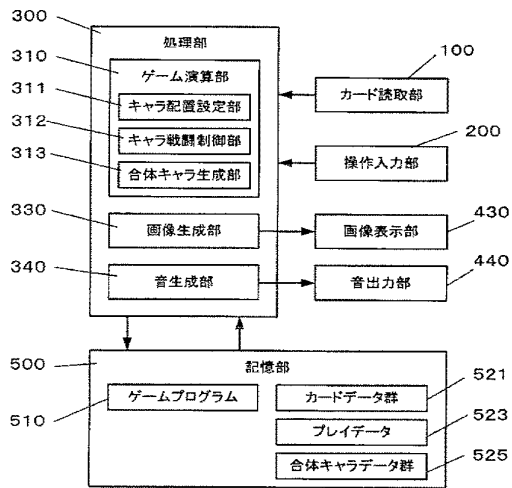 300
処理部
310
ゲーム演算部
311
キャラ配置設定部
312
キャラ戦闘制御部
313
合体キャラ生成部
330
画像生成部
340
音生成部
100
カード読取部
200
操作入力部
430
画像表示部
440
音出力部
500
記憶部
510
ゲームプログラム
521
カードデータ群
523
プレイデータ
525
合体キャラデータ群